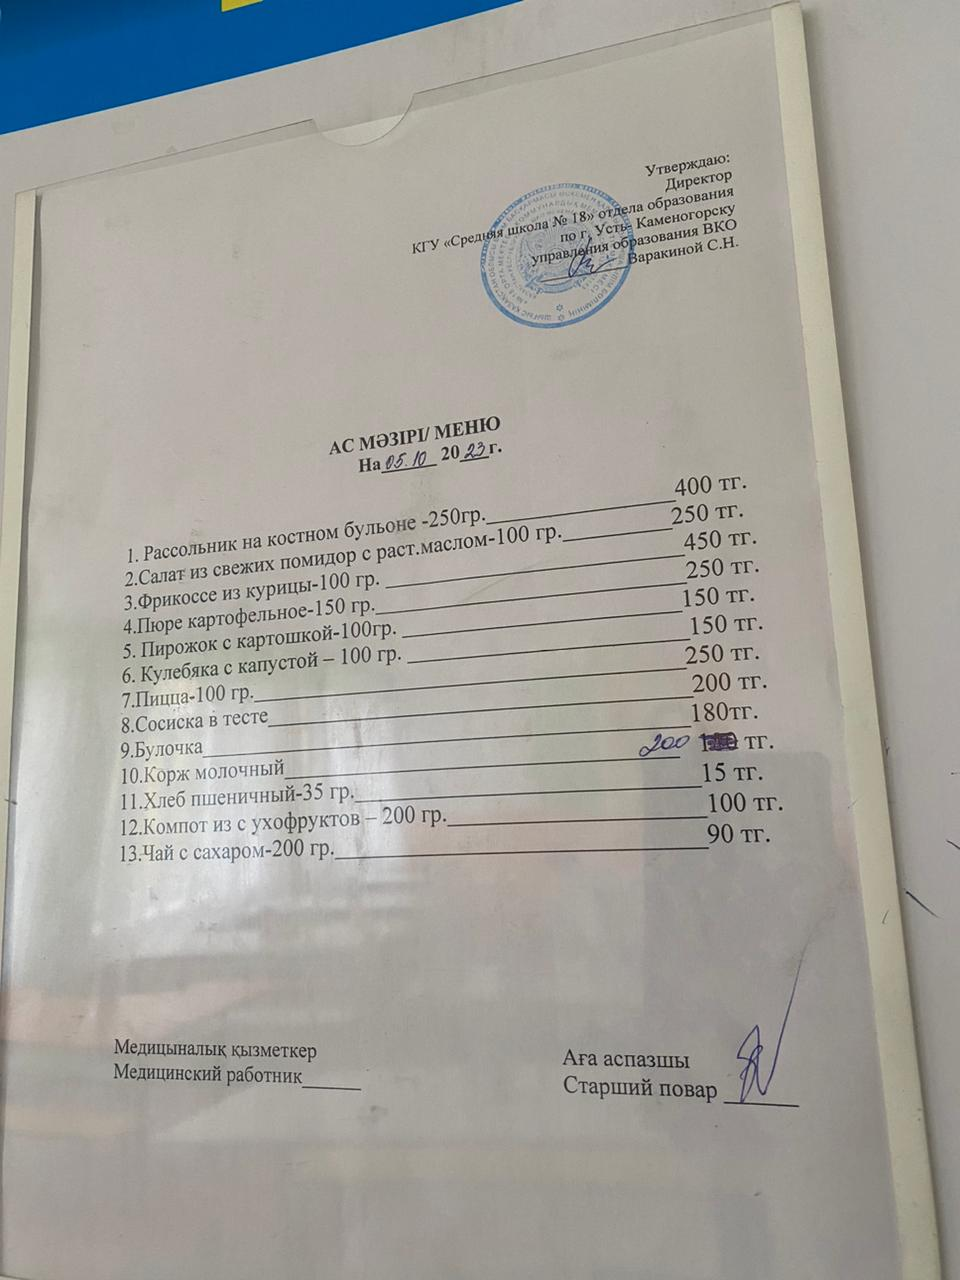 Утверждаю:
Директор
КГУ «Средняя школа № 18» отдела образования
по г. Усть- Каменогорску
управления образования ВКО
Варакиной С.Н.
АС МӘЗІРІ/ МЕНЮ
На 05.10 2023г.
1. Рассольник на костном бульоне -250гр. 400 тг.
2.Салат из свежих помидор с раст.маслом-100 гр. 250 тг.
3.Фрикоссе из курицы-100 гр. 450 тг.
4.Пюре картофельное-150 гр. 250 тг.
5. Пирожок с картошкой-100гр. 150 тг.
6. Кулебяка с капустой – 100 гр. 150 тг.
7.Пицца-100 гр. 250 тг.
8.Сосиска в тесте 200 тг.
9.Булочка 180тг.
10.Корж молочный 200 тг.
11.Хлеб пшеничный-35 гр. 15 тг.
12.Компот из с ухофруктов – 200 гр. 100 тг.
13.Чай с сахаром-200 гр. 90 тг.
Медицыналық қызметкер
Медицинский работник
Аға аспазшы
Старший повар